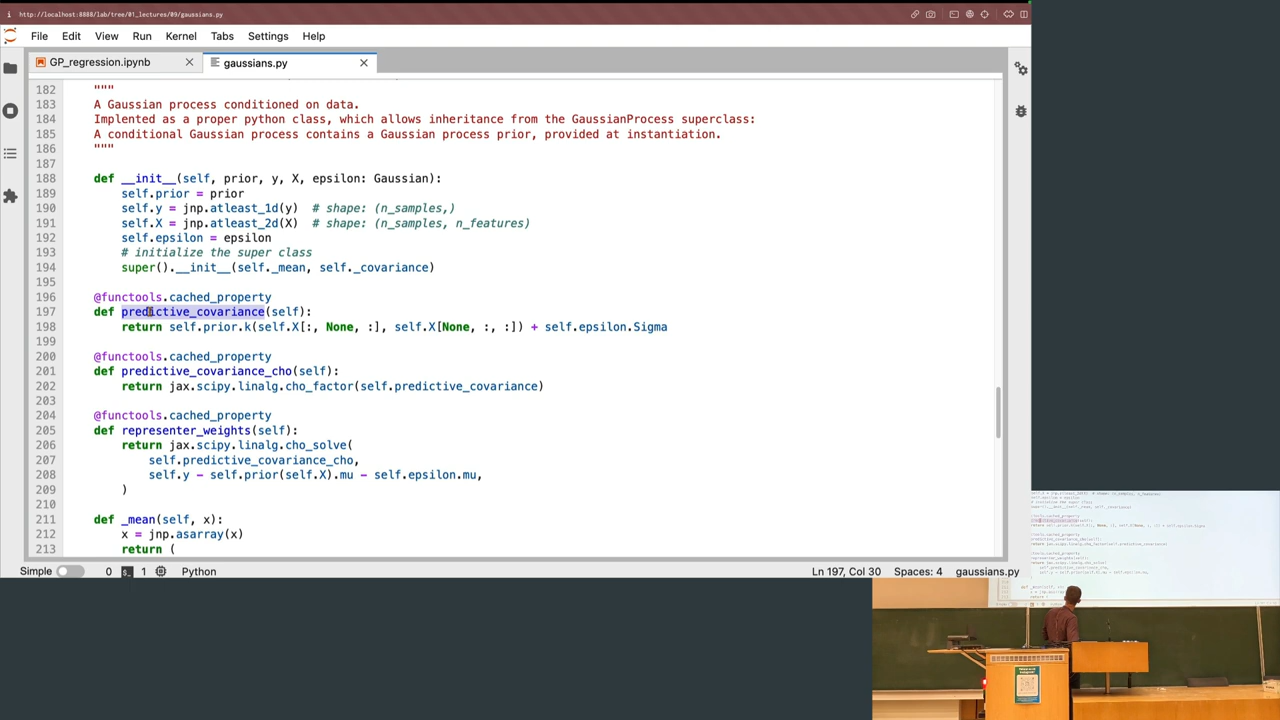 http://localhost:8888/lab/tree/01_lectures/09/gaussians.py
File Edit View Run Kernel Tabs Settings Help
GP_regression.ipynb gaussians.py
182 """
183 A Gaussian process conditioned on data.
184 Implented as a proper python class, which allows inheritance from the GaussianProcess superclass:
185 A conditional Gaussian process contains a Gaussian process prior, provided at instantiation.
186 """
187
188 def __init__(self, prior, y, X, epsilon: Gaussian):
189 self.prior = prior
190 self.y = jnp.atleast_1d(y)  # shape: (n_samples,)
191 self.X = jnp.atleast_2d(X)  # shape: (n_samples, n_features)
192 self.epsilon = epsilon
193 # initialize the super class
194 super().__init__(self._mean, self._covariance)
195
196 @functools.cached_property
197 def predictive_covariance(self):
198 return self.prior.k(self.X[:, None, :], self.X[None, :, :]) + self.epsilon.Sigma
199
200 @functools.cached_property
201 def predictive_covariance_cho(self):
202 return jax.scipy.linalg.cho_factor(self.predictive_covariance)
203
204 @functools.cached_property
205 def representer_weights(self):
206 return jax.scipy.linalg.cho_solve(
207 self.predictive_covariance_cho,
208 self.y - self.prior(self.X).mu - self.epsilon.mu,
209 )
210
211 def _mean(self, x):
212 x = jnp.asarray(x)
213 return (
Simple 0 1 Python Ln 197, Col 30 Spaces: 4 gaussians.py